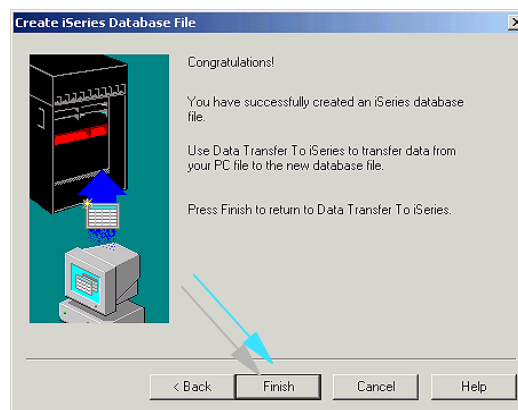 Create iSeries Database File
Congratulations!
You have successfully created an iSeries database
file.
Use Data Transfer To iSeries to transfer data from
your PC file to the new database file.
Press Finish to return to Data Transfer To iSeries.
< Back Finish Cancel Help